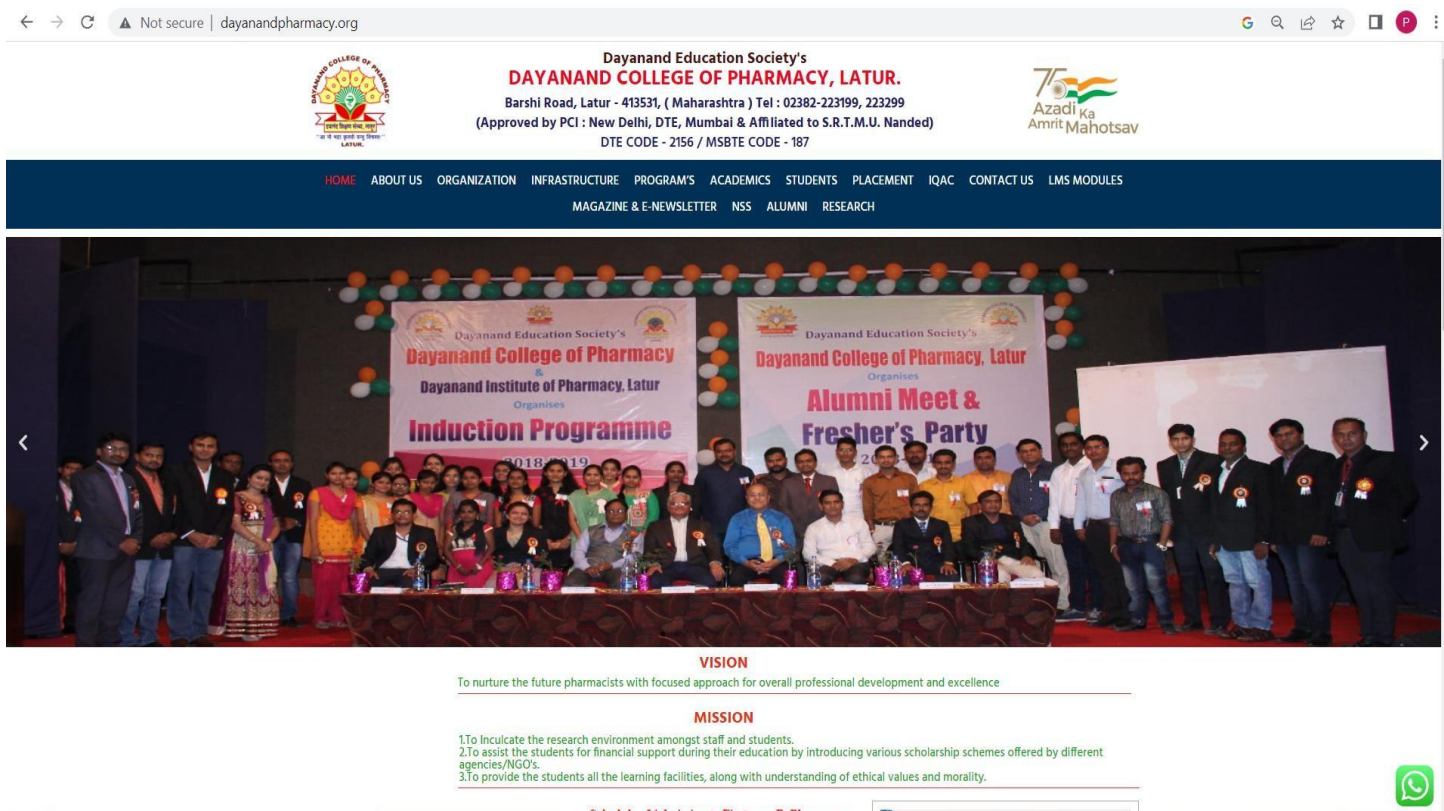 Not secure | dayanandpharmacy.org
P
DAYANAND COLLEGE OF PHARMACY
LATUR.
Dayanand Education Society's
DAYANAND COLLEGE OF PHARMACY, LATUR.
Barshi Road, Latur - 413531, ( Maharashtra ) Tel : 02382-223199, 223299
(Approved by PCI : New Delhi, DTE, Mumbai & Affiliated to S.R.T.M.U. Nanded)
DTE CODE - 2156 / MSBTE CODE - 187
75
Azadi Ka
Amrit Mahotsav
HOME ABOUT US ORGANIZATION INFRASTRUCTURE PROGRAM'S ACADEMICS STUDENTS PLACEMENT IQAC CONTACT US LMS MODULES
MAGAZINE & E-NEWSLETTER NSS ALUMNI RESEARCH
Dayanand Education Society's
Dayanand College of Pharmacy
&
Dayanand Institute of Pharmacy, Latur
Organises
Induction Programme
2018-2019
Dayanand Education Society's
Dayanand College of Pharmacy, Latur
Organises
Alumni Meet &
Fresher's Party
VISION
To nurture the future pharmacists with focused approach for overall professional development and excellence
MISSION
1.To Inculcate the research environment amongst staff and students.
2.To assist the students for financial support during their education by introducing various scholarship schemes offered by different
agencies/NGO's.
3.To provide the students all the learning facilities, along with understanding of ethical values and morality.